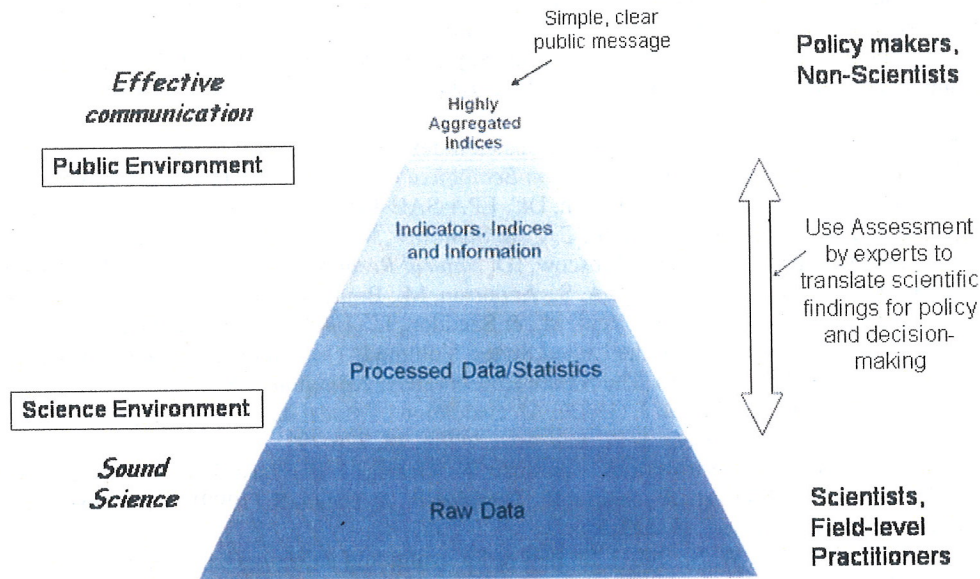 Simple, clear
public message
Policy makers,
Non-Scientists
Effective
communication
Highly
Aggregated
Indices
Public Environment
Indicators, Indices
and Information
Use Assessment
by experts to
translate scientific
findings for policy
and decision-
making
Processed Data/Statistics
Science Environment
Sound
Science
Raw Data
Scientists,
Field-level
Practitioners